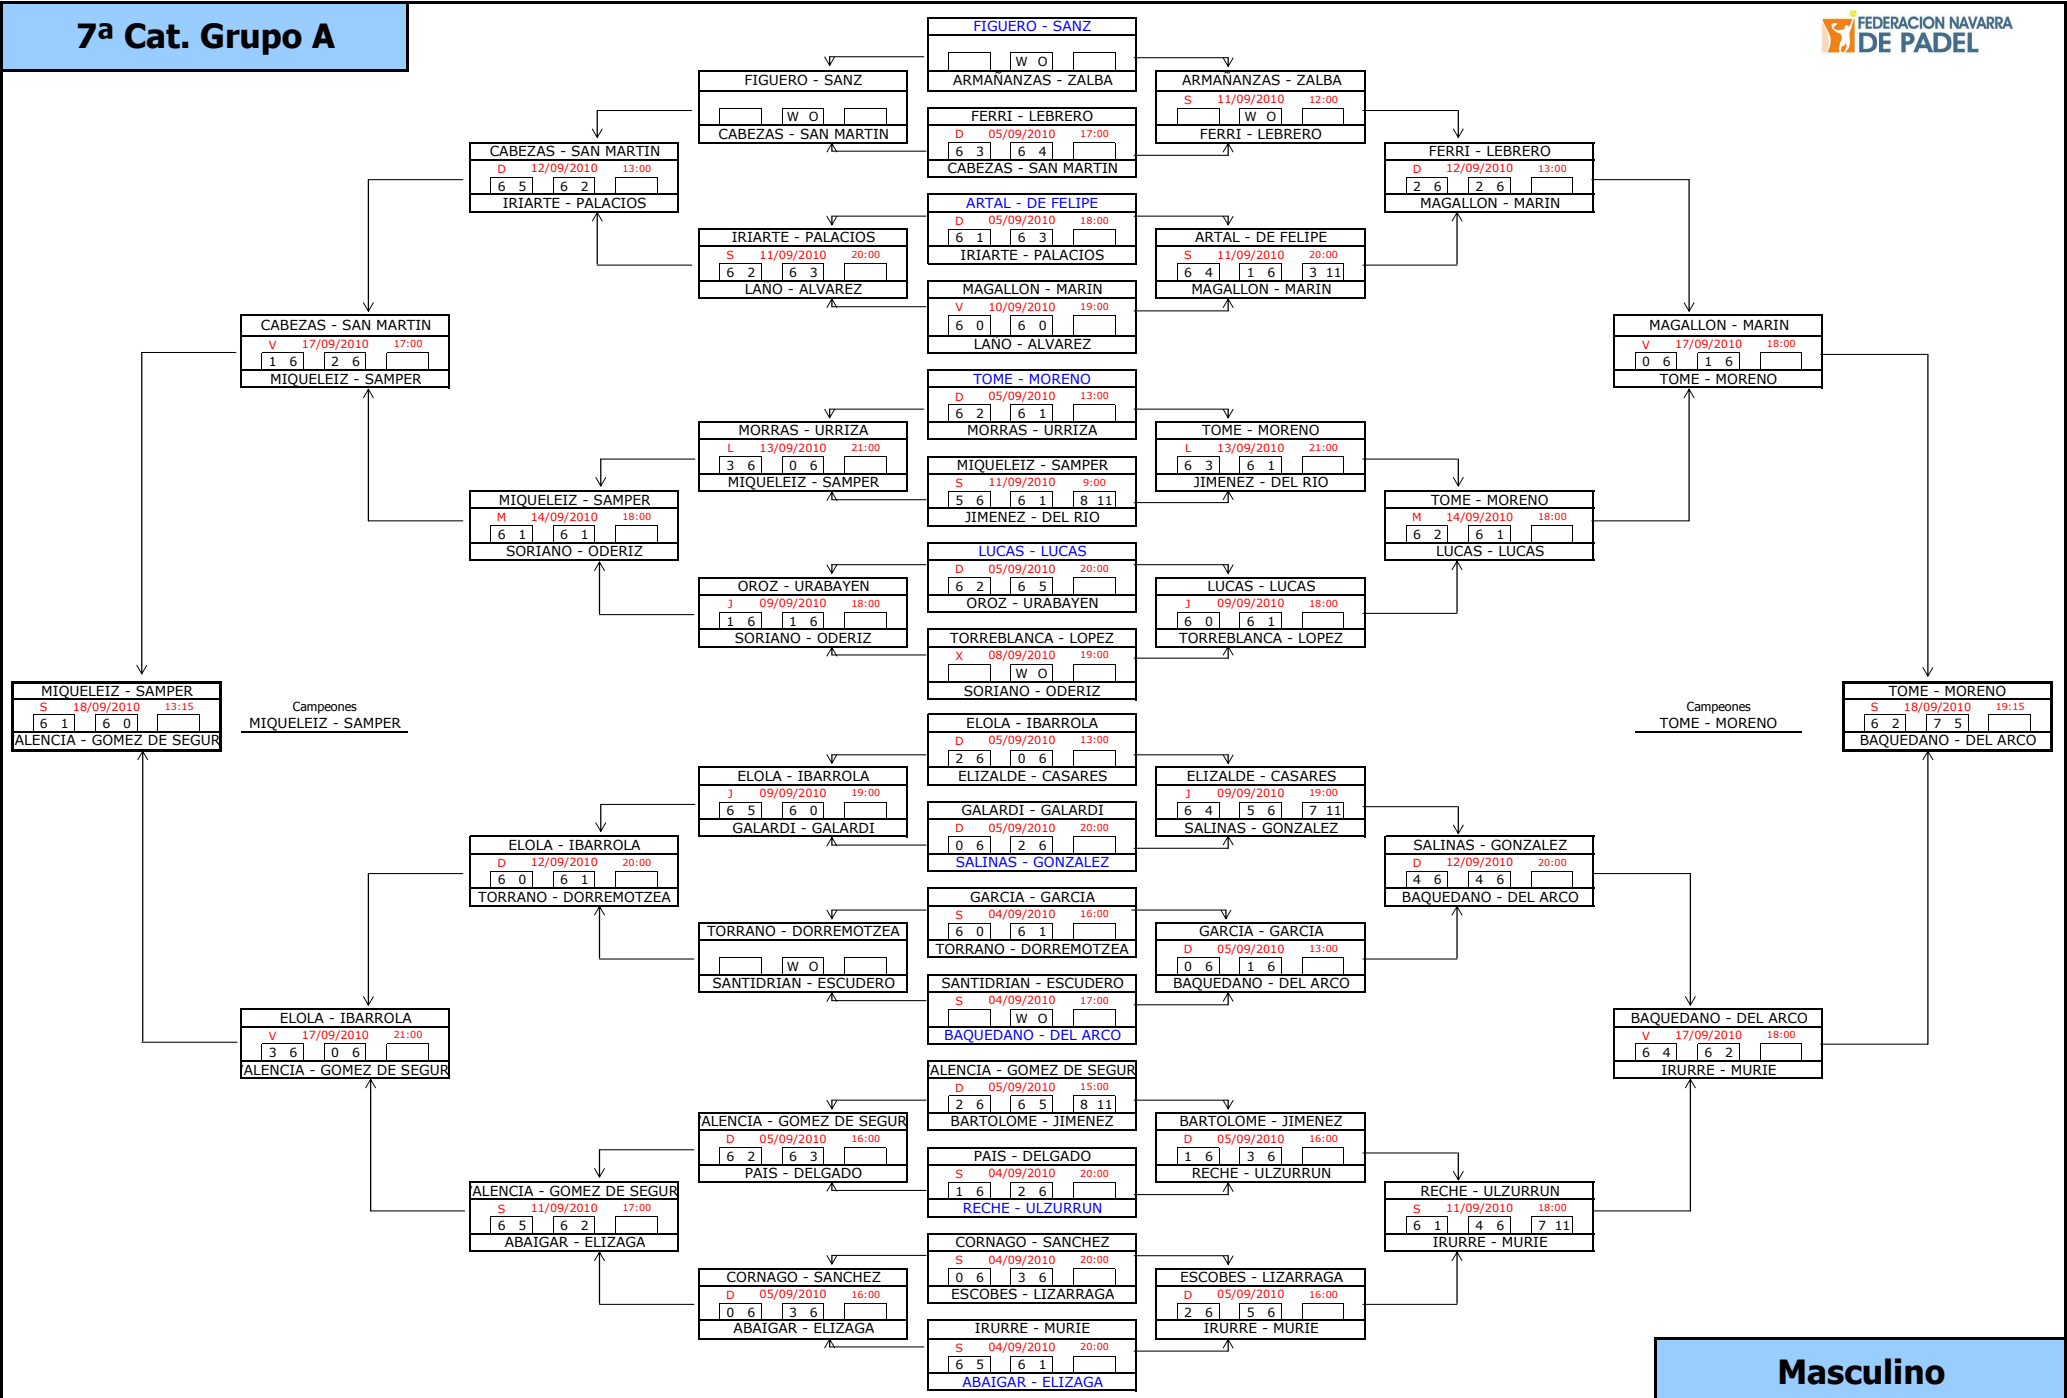 7ª Cat. Grupo A
FEDERACION NAVARRA
DE PADEL
FIGUERO - SANZ
W O
ARMAÑANZAS - ZALBA
FERRI - LEBRERO
D 05/09/2010 17:00
6 3 6 4
CABEZAS - SAN MARTIN
ARTAL - DE FELIPE
D 05/09/2010 18:00
6 1 6 3
IRIARTE - PALACIOS
MAGALLON - MARIN
V 10/09/2010 19:00
6 0 6 0
LAÑO - ALVAREZ
TOME - MORENO
D 05/09/2010 13:00
6 2 6 1
MORRAS - URRIZA
MIQUELEIZ - SAMPER
S 11/09/2010 9:00
5 6 6 1 8 11
JIMENEZ - DEL RIO
LUCAS - LUCAS
D 05/09/2010 20:00
6 2 6 5
OROZ - URABAYEN
TORREBLANCA - LOPEZ
X 08/09/2010 19:00
W O
SORIANO - ODERIZ
ELOLA - IBARROLA
D 05/09/2010 13:00
2 6 0 6
ELIZALDE - CASARES
GALARDI - GALARDI
D 05/09/2010 20:00
0 6 2 6
SALINAS - GONZALEZ
GARCIA - GARCIA
S 04/09/2010 16:00
6 0 6 1
TORRANO - DORREMOTZEA
SANTIDRIAN - ESCUDERO
S 04/09/2010 17:00
W O
BAQUEDANO - DEL ARCO
ALENCIA - GOMEZ DE SEGUR
D 05/09/2010 15:00
2 6 6 5 8 11
BARTOLOME - JIMENEZ
PAIS - DELGADO
S 04/09/2010 20:00
1 6 2 6
RECHE - ULZURRUN
CORNAGO - SANCHEZ
S 04/09/2010 20:00
0 6 3 6
ESCOBES - LIZARRAGA
IRURRE - MURIE
S 04/09/2010 20:00
6 5 6 1
ABAIGAR - ELIZAGA
FIGUERO - SANZ
W O
CABEZAS - SAN MARTIN
IRIARTE - PALACIOS
S 11/09/2010 20:00
6 2 6 3
LAÑO - ALVAREZ
MORRAS - URRIZA
L 13/09/2010 21:00
3 6 0 6
MIQUELEIZ - SAMPER
OROZ - URABAYEN
J 09/09/2010 18:00
1 6 1 6
SORIANO - ODERIZ
ELOLA - IBARROLA
J 09/09/2010 19:00
6 5 6 0
GALARDI - GALARDI
TORRANO - DORREMOTZEA
W O
SANTIDRIAN - ESCUDERO
ALENCIA - GOMEZ DE SEGUR
D 05/09/2010 16:00
6 2 6 3
PAIS - DELGADO
CORNAGO - SANCHEZ
D 05/09/2010 16:00
0 6 3 6
ABAIGAR - ELIZAGA
CABEZAS - SAN MARTIN
D 12/09/2010 13:00
6 5 6 2
IRIARTE - PALACIOS
MIQUELEIZ - SAMPER
M 14/09/2010 18:00
6 1 6 1
SORIANO - ODERIZ
ELOLA - IBARROLA
D 12/09/2010 20:00
6 0 6 1
TORRANO - DORREMOTZEA
ALENCIA - GOMEZ DE SEGUR
S 11/09/2010 17:00
6 5 6 2
ABAIGAR - ELIZAGA
CABEZAS - SAN MARTIN
V 17/09/2010 17:00
1 6 2 6
MIQUELEIZ - SAMPER
ELOLA - IBARROLA
V 17/09/2010 21:00
3 6 0 6
ALENCIA - GOMEZ DE SEGUR
MIQUELEIZ - SAMPER
S 18/09/2010 13:15
6 1 6 0
ALENCIA - GOMEZ DE SEGUR
Campeones
MIQUELEIZ - SAMPER
ARMAÑANZAS - ZALBA
S 11/09/2010 12:00
W O
FERRI - LEBRERO
ARTAL - DE FELIPE
S 11/09/2010 20:00
6 4 1 6 3 11
MAGALLON - MARIN
TOME - MORENO
L 13/09/2010 21:00
6 3 6 1
JIMENEZ - DEL RIO
LUCAS - LUCAS
J 09/09/2010 18:00
6 0 6 1
TORREBLANCA - LOPEZ
ELIZALDE - CASARES
J 09/09/2010 19:00
6 4 5 6 7 11
SALINAS - GONZALEZ
GARCIA - GARCIA
D 05/09/2010 13:00
0 6 1 6
BAQUEDANO - DEL ARCO
BARTOLOME - JIMENEZ
D 05/09/2010 16:00
1 6 3 6
RECHE - ULZURRUN
ESCOBES - LIZARRAGA
D 05/09/2010 16:00
2 6 5 6
IRURRE - MURIE
FERRI - LEBRERO
D 12/09/2010 13:00
2 6 2 6
MAGALLON - MARIN
TOME - MORENO
M 14/09/2010 18:00
6 2 6 1
LUCAS - LUCAS
SALINAS - GONZALEZ
D 12/09/2010 20:00
4 6 4 6
BAQUEDANO - DEL ARCO
RECHE - ULZURRUN
S 11/09/2010 18:00
6 1 4 6 7 11
IRURRE - MURIE
MAGALLON - MARIN
V 17/09/2010 18:00
0 6 1 6
TOME - MORENO
BAQUEDANO - DEL ARCO
V 17/09/2010 18:00
6 4 6 2
IRURRE - MURIE
Campeones
TOME - MORENO
TOME - MORENO
S 18/09/2010 19:15
6 2 7 5
BAQUEDANO - DEL ARCO
Masculino